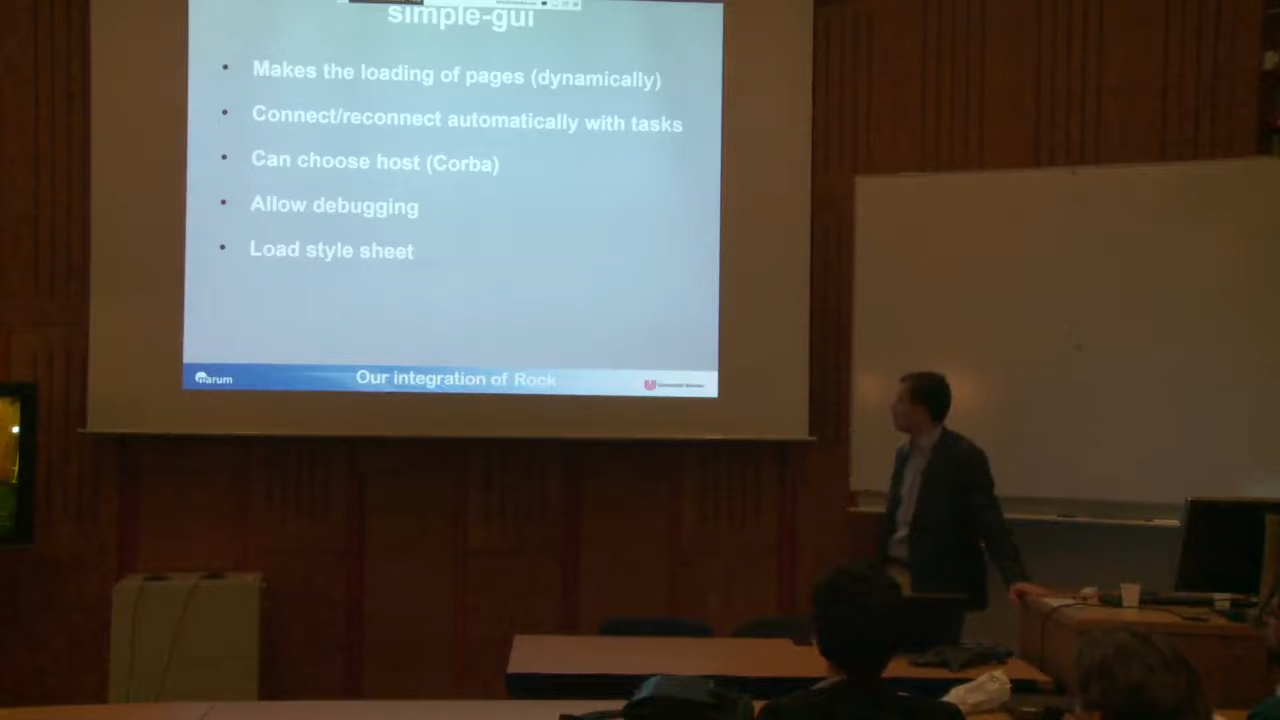 simple-gui
• Makes the loading of pages (dynamically)
• Connect/reconnect automatically with tasks
• Can choose host (Corba)
• Allow debugging
• Load style sheet
marum
Our integration of Rock